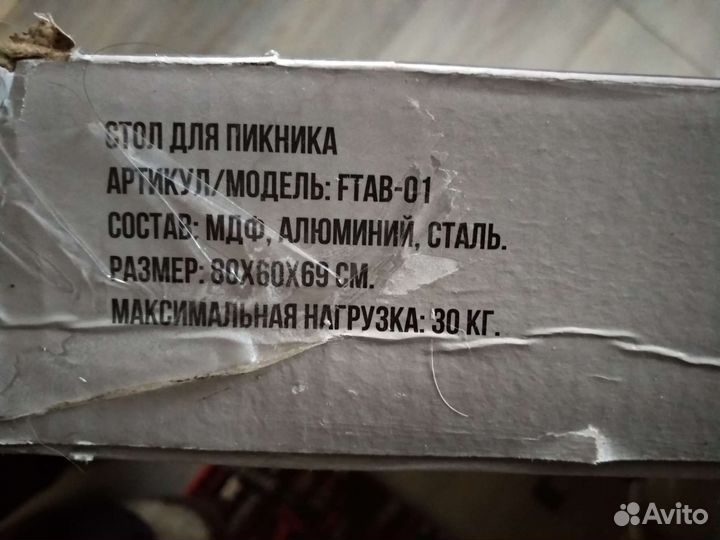 СТОЛ ДЛЯ ПИКНИКА
АРТИКУЛ/МОДЕЛЬ: FTAB-01
СОСТАВ: МДФ, АЛЮМИНИЙ, СТАЛЬ.
РАЗМЕР: 80X60X69 СМ.
МАКСИМАЛЬНАЯ НАГРУЗКА: 30 КГ.
Avito